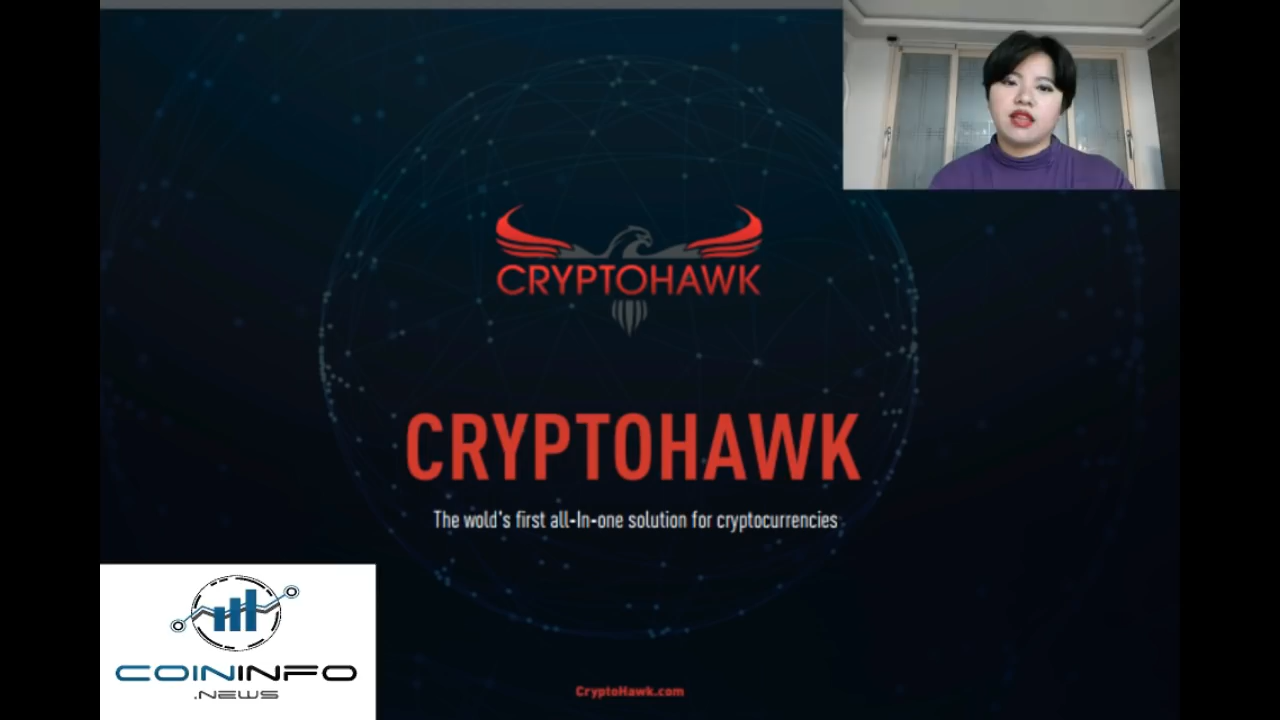 CRYPTOHAWK
CRYPTOHAWK
The wold's first all-In-one solution for cryptocurrencies
COININFO
.NEWS
CryptoHawk.com